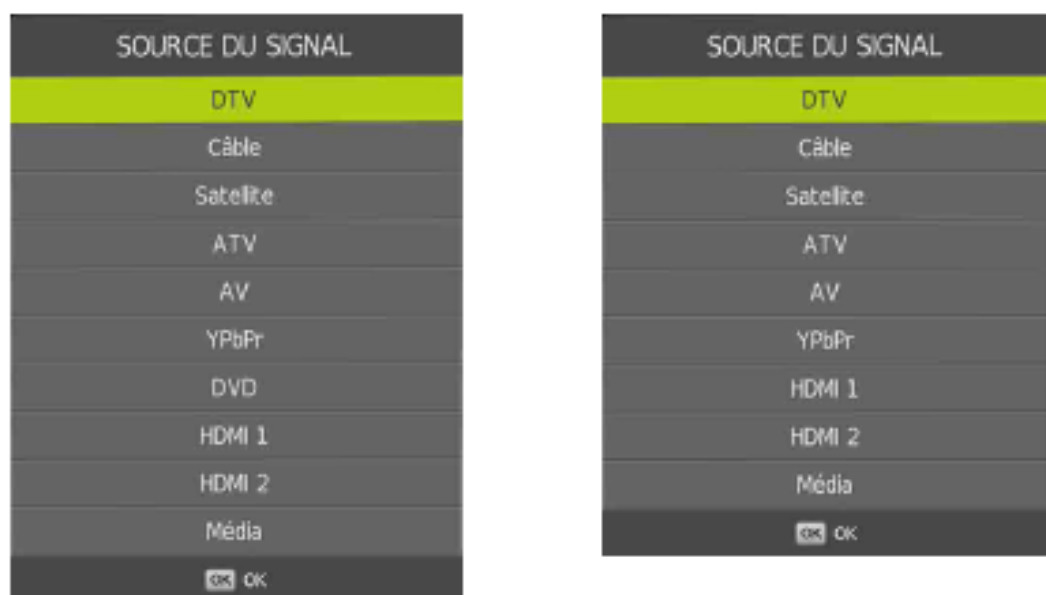 SOURCE DU SIGNAL
DTV
Câble
Satellite
ATV
AV
YPbPr
DVD
HDMI 1
HDMI 2
Média
OK OK
SOURCE DU SIGNAL
DTV
Câble
Satellite
ATV
AV
YPbPr
HDMI 1
HDMI 2
Média
OK OK